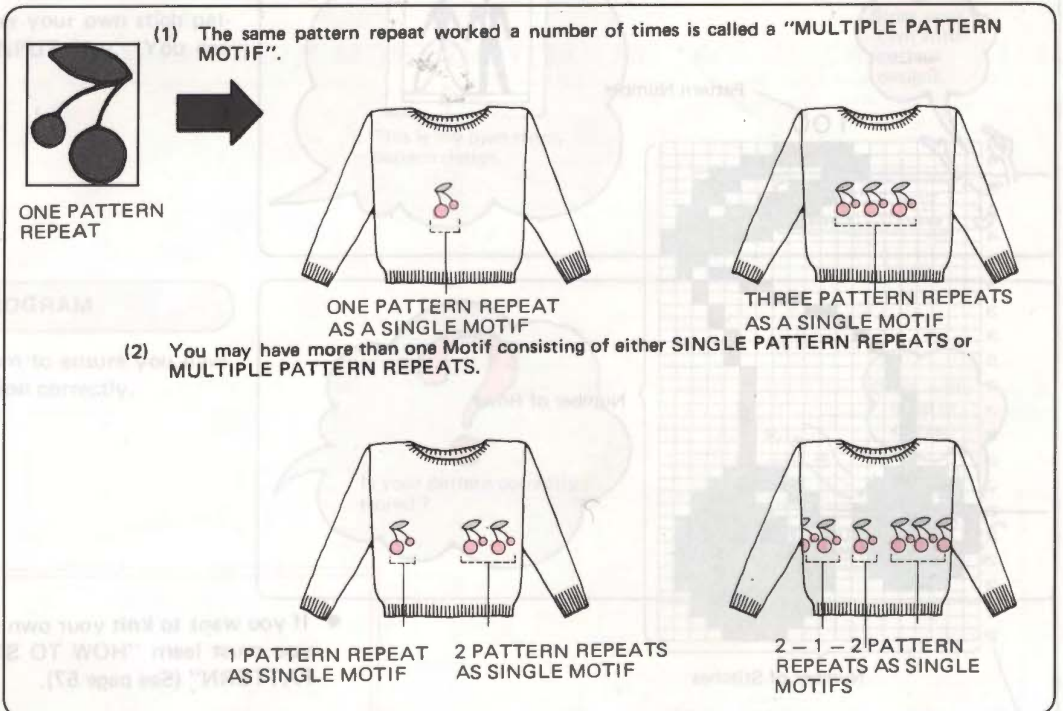 (1) The same pattern repeat worked a number of times is called a "MULTIPLE PATTERN
MOTIF".
ONE PATTERN
REPEAT
ONE PATTERN REPEAT
AS A SINGLE MOTIF
THREE PATTERN REPEATS
AS A SINGLE MOTIF
(2) You may have more than one Motif consisting of either SINGLE PATTERN REPEATS or
MULTIPLE PATTERN REPEATS.
1 PATTERN REPEAT
AS SINGLE MOTIF
2 PATTERN REPEATS
AS SINGLE MOTIF
2 – 1 – 2 PATTERN
REPEATS AS SINGLE
MOTIFS